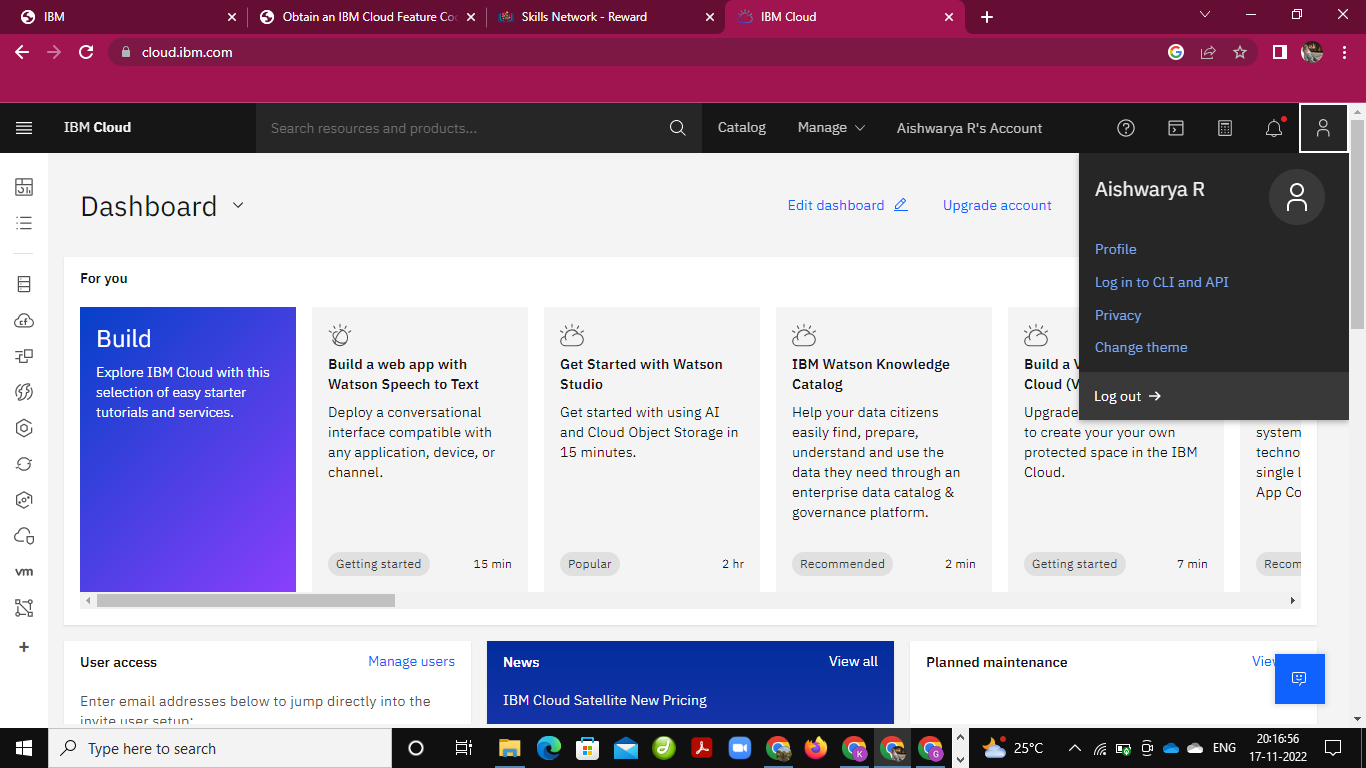 IBM
Obtain an IBM Cloud Feature Co
Skills Network - Reward
IBM Cloud
cloud.ibm.com
IBM Cloud
Search resources and products...
Catalog
Manage
Aishwarya R's Account
Aishwarya R
Profile
Log in to CLI and API
Privacy
Change theme
Log out
Dashboard
Edit dashboard
Upgrade account
For you
Build
Explore IBM Cloud with this
selection of easy starter
tutorials and services.
Build a web app with
Watson Speech to Text
Deploy a conversational
interface compatible with
any application, device, or
channel.
Getting started
15 min
Get Started with Watson
Studio
Get started with using AI
and Cloud Object Storage in
15 minutes.
Popular
2 hr
IBM Watson Knowledge
Catalog
Help your data citizens
easily find, prepare,
understand and use the
data they need through an
enterprise data catalog &
governance platform.
Recommended
2 min
Build a V
Cloud (V
Upgrade
to create your your own
protected space in the IBM
Cloud.
Getting started
7 min
system
techno
single l
App Co
Recom
cf
vm
User access
Manage users
Enter email addresses below to jump directly into the
invite user setup:
News
View all
IBM Cloud Satellite New Pricing
Planned maintenance
View
Type here to search
K
G
25°C
ENG
20:16:56
17-11-2022